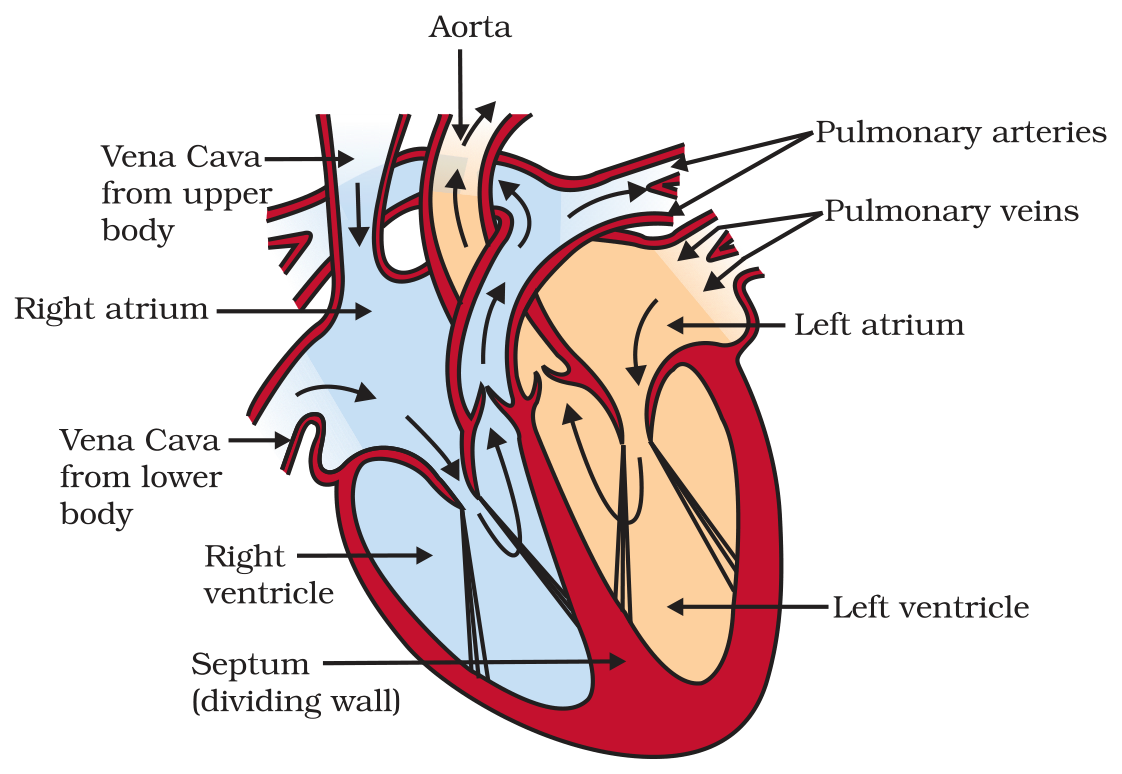 Aorta
Pulmonary arteries
Vena Cava
from upper
body
Pulmonary veins
Right atrium
Left atrium
Vena Cava
from lower
body
Right
ventricle
Left ventricle
Septum
(dividing wall)